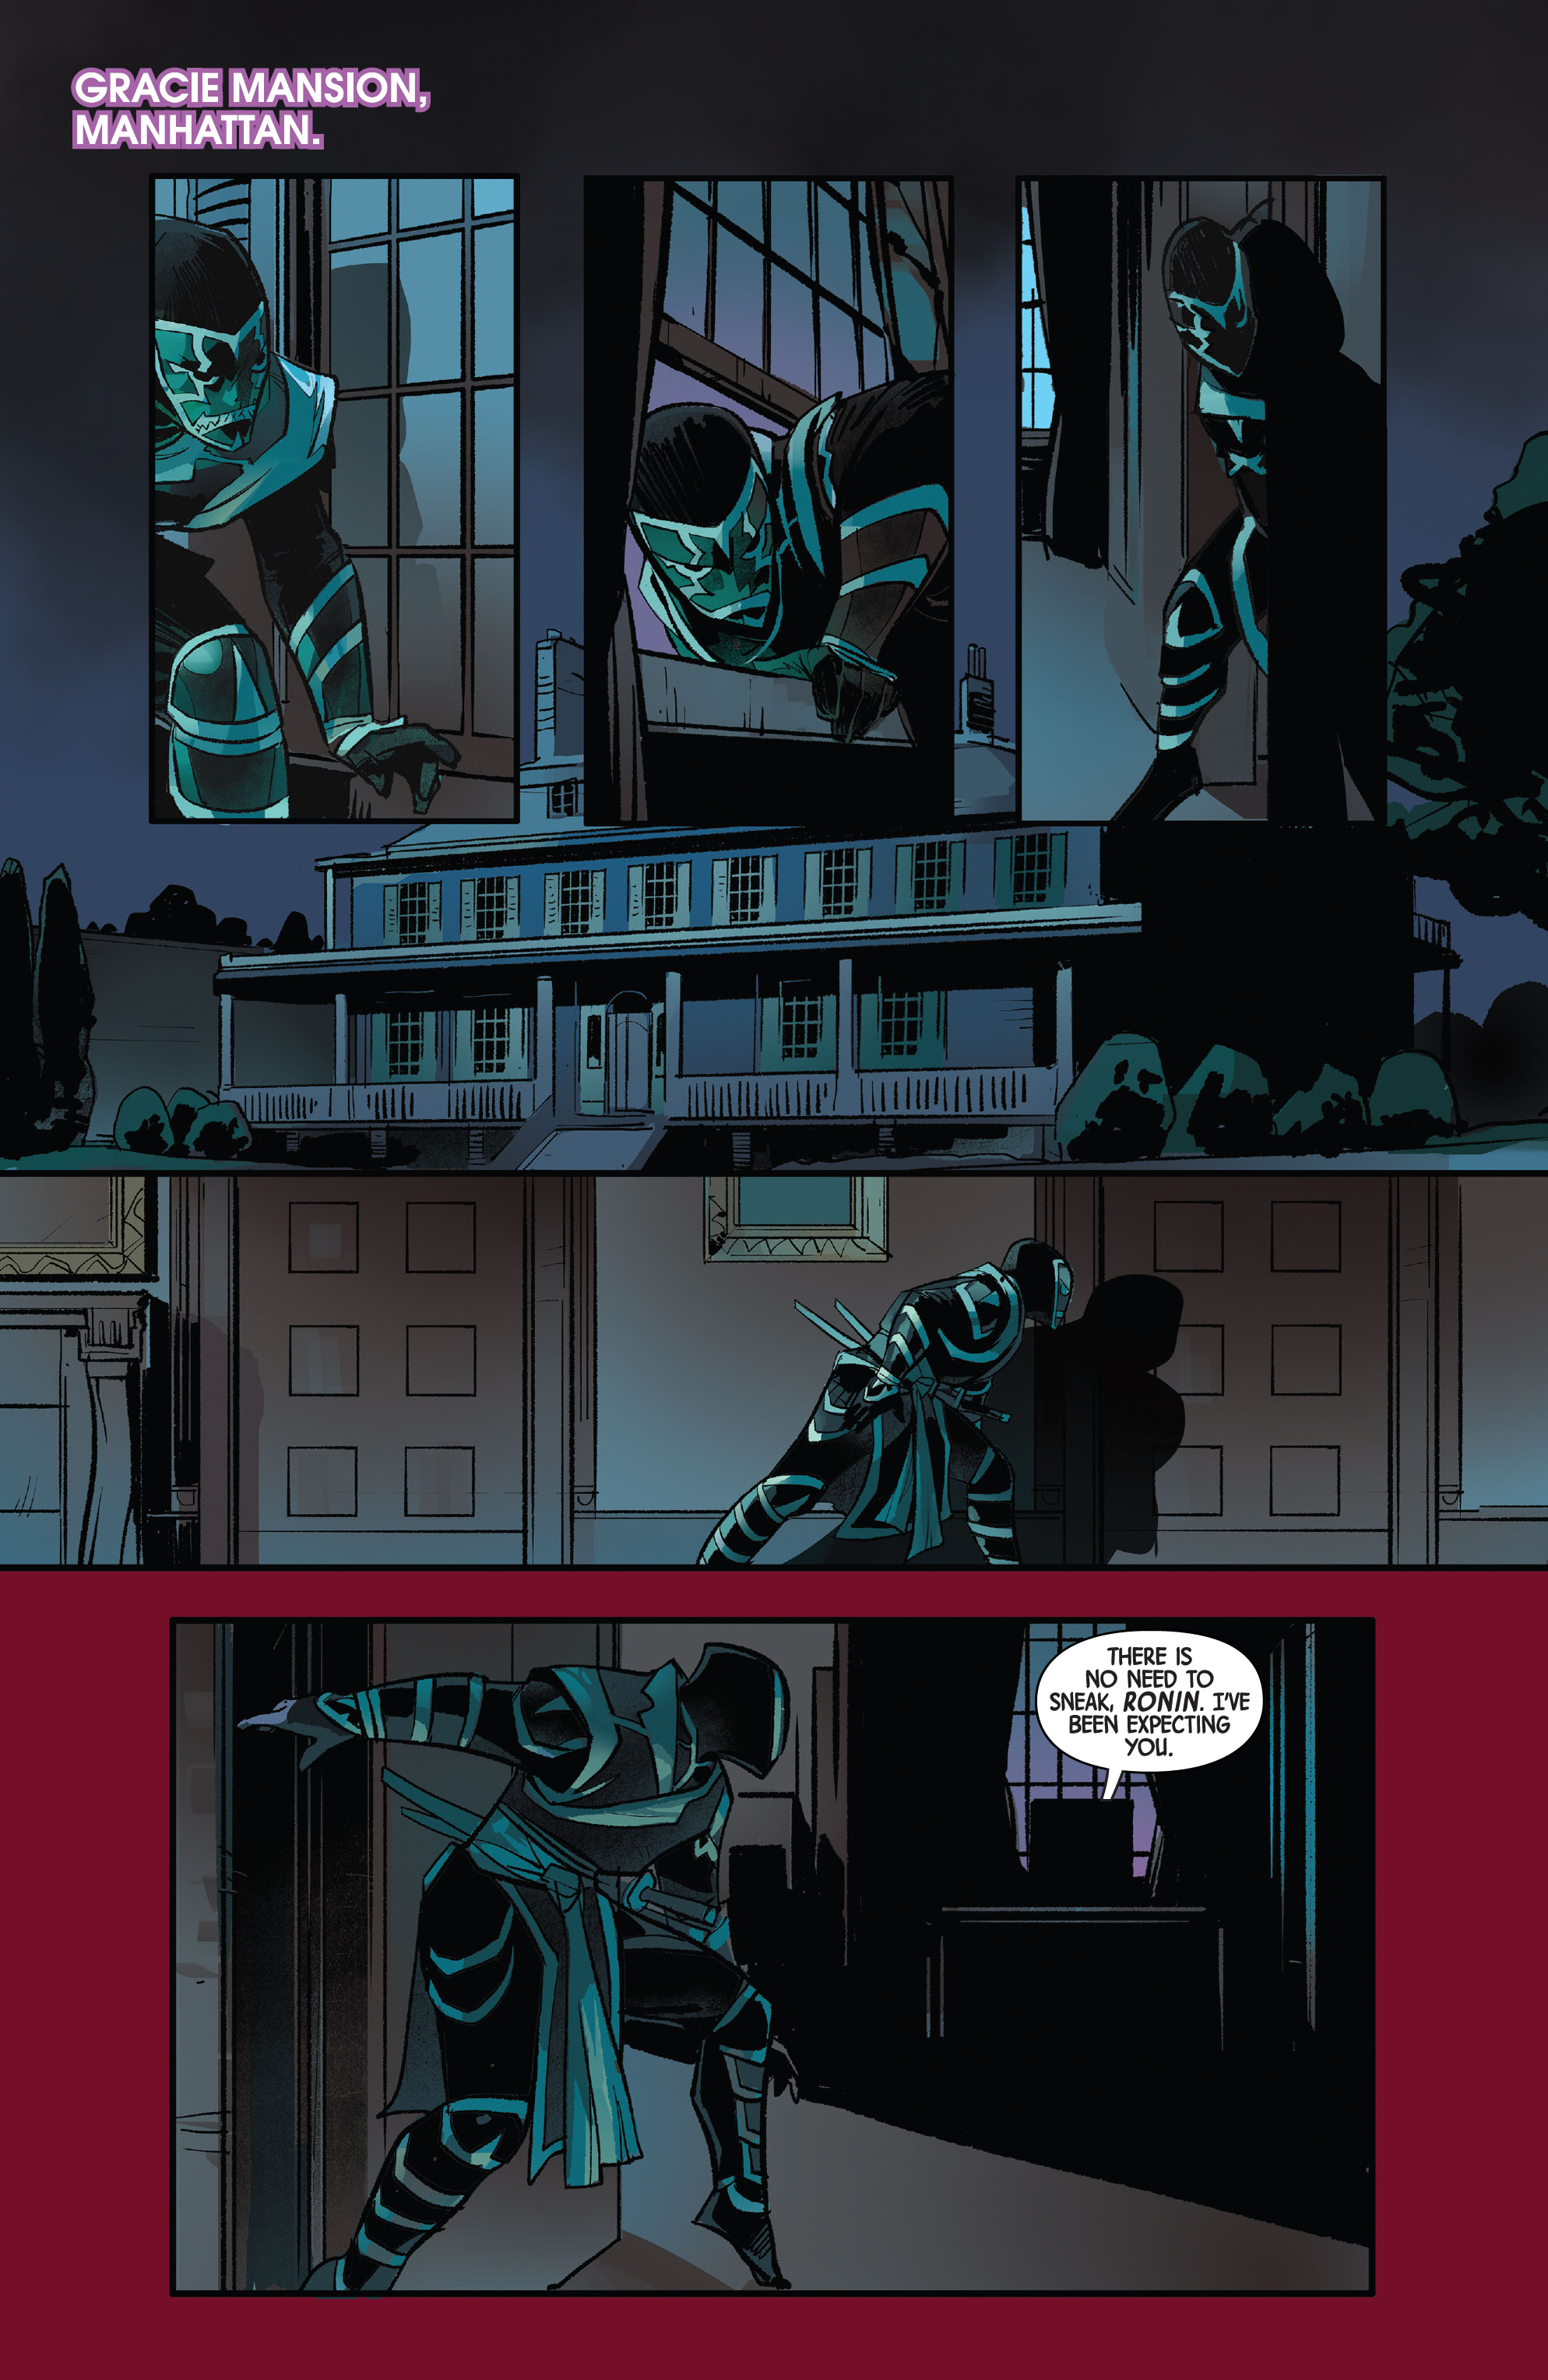 GRACIE MANSION,
MANHATTAN.
THERE IS
NO NEED TO
SNEAK, RONIN. I'VE
BEEN EXPECTING
YOU.